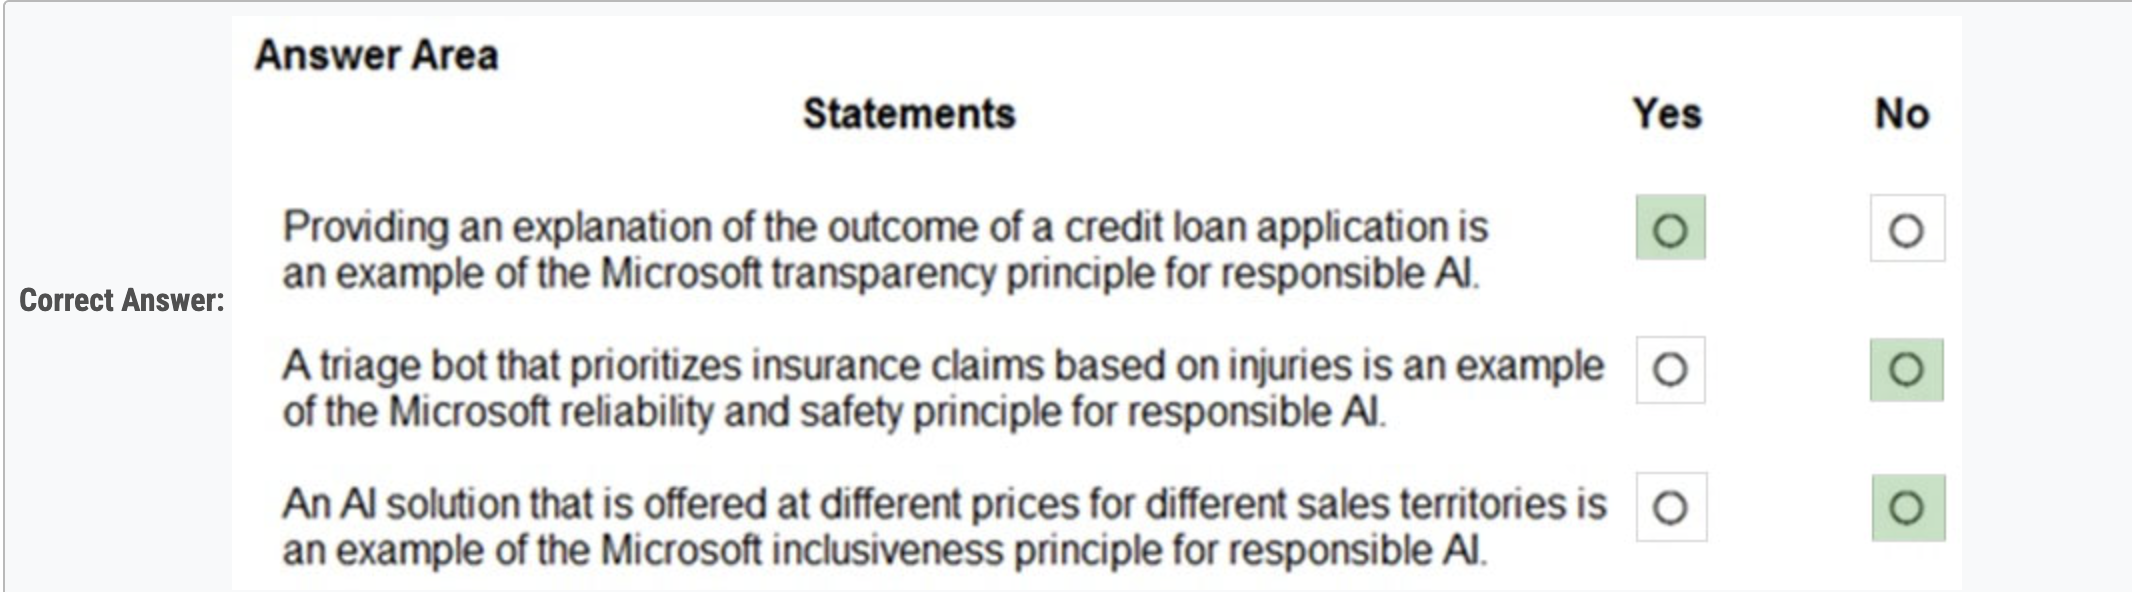 Answer Area
Statements Yes No
Providing an explanation of the outcome of a credit loan application is
an example of the Microsoft transparency principle for responsible AI.
Correct Answer:
A triage bot that prioritizes insurance claims based on injuries is an example
of the Microsoft reliability and safety principle for responsible AI.
An AI solution that is offered at different prices for different sales territories is
an example of the Microsoft inclusiveness principle for responsible AI.